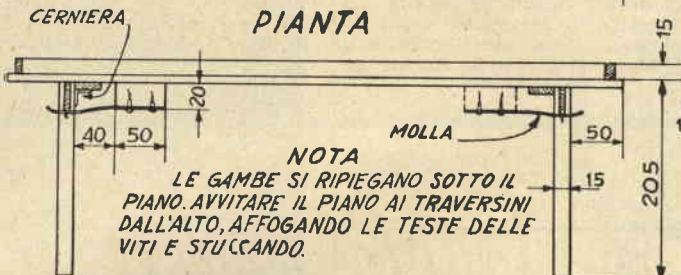 CERNIERA
PIANTA
15
20
40
50
MOLLA
50
NOTA
LE GAMBE SI RIPIEGANO SOTTO IL
PIANO. AVVITARE IL PIANO AI TRAVERSINI
DALL'ALTO, AFFOGANDO LE TESTE DELLE
VITI E STUCCANDO.
15
205